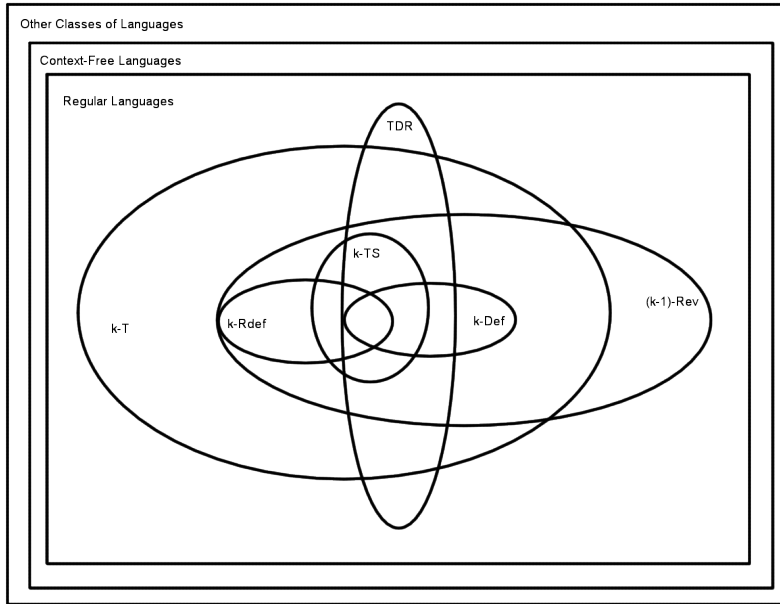 Other Classes of Languages
Context-Free Languages
Regular Languages
TDR
k-TS
(k-1)-Rev
k-T
k-Rdef
k-Def